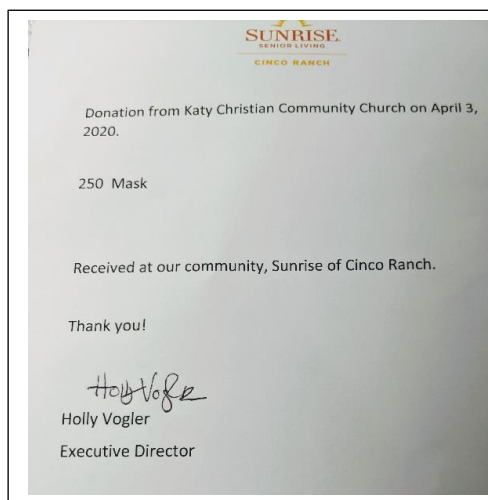 SUNRISE
SENIOR LIVING
CINCO RANCH
Donation from Katy Christian Community Church on April 3,
2020.
250 Mask
Received at our community, Sunrise of Cinco Ranch.
Thank you!
Holly Vogler
Holly Vogler
Executive Director